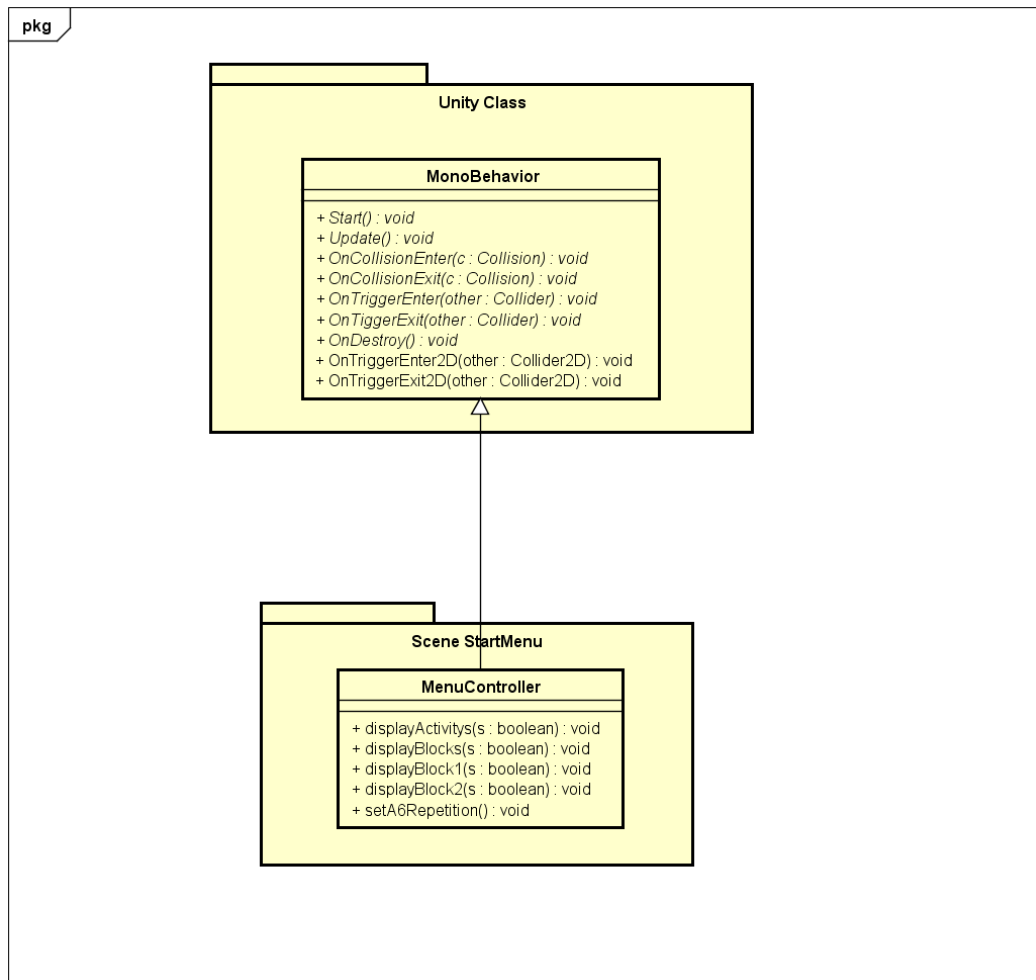 pkg
Unity Class
MonoBehavior
+ Start() : void
+ Update() : void
+ OnCollisionEnter(c : Collision) : void
+ OnCollisionExit(c : Collision) : void
+ OnTriggerEnter(other : Collider) : void
+ OnTiggerExit(other : Collider) : void
+ OnDestroy() : void
+ OnTriggerEnter2D(other : Collider2D) : void
+ OnTriggerExit2D(other : Collider2D) : void
Scene StartMenu
MenuController
+ displayActivitys(s : boolean) : void
+ displayBlocks(s : boolean) : void
+ displayBlock1(s : boolean) : void
+ displayBlock2(s : boolean) : void
+ setA6Repetition() : void